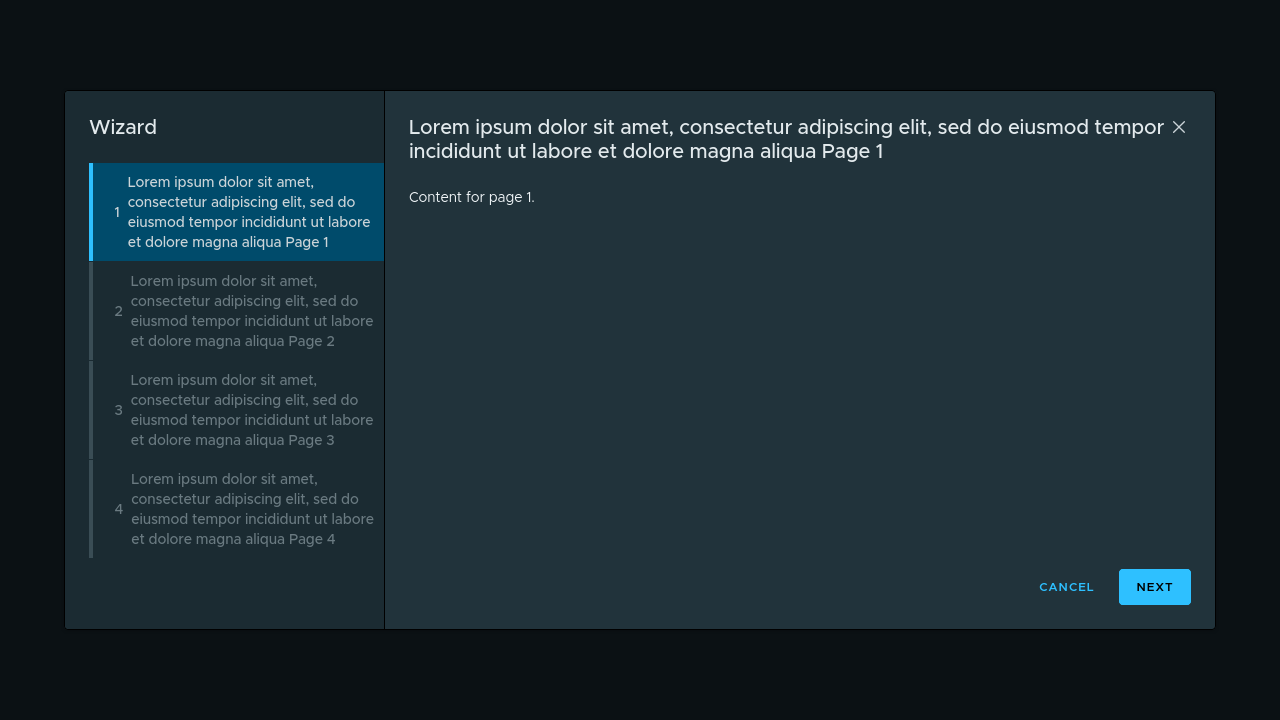 Wizard
1
Lorem ipsum dolor sit amet,
consectetur adipiscing elit, sed do
eiusmod tempor incididunt ut labore
et dolore magna aliqua Page 1
2
Lorem ipsum dolor sit amet,
consectetur adipiscing elit, sed do
eiusmod tempor incididunt ut labore
et dolore magna aliqua Page 2
3
Lorem ipsum dolor sit amet,
consectetur adipiscing elit, sed do
eiusmod tempor incididunt ut labore
et dolore magna aliqua Page 3
4
Lorem ipsum dolor sit amet,
consectetur adipiscing elit, sed do
eiusmod tempor incididunt ut labore
et dolore magna aliqua Page 4
Lorem ipsum dolor sit amet, consectetur adipiscing elit, sed do eiusmod tempor
incididunt ut labore et dolore magna aliqua Page 1
Content for page 1.
CANCEL
NEXT